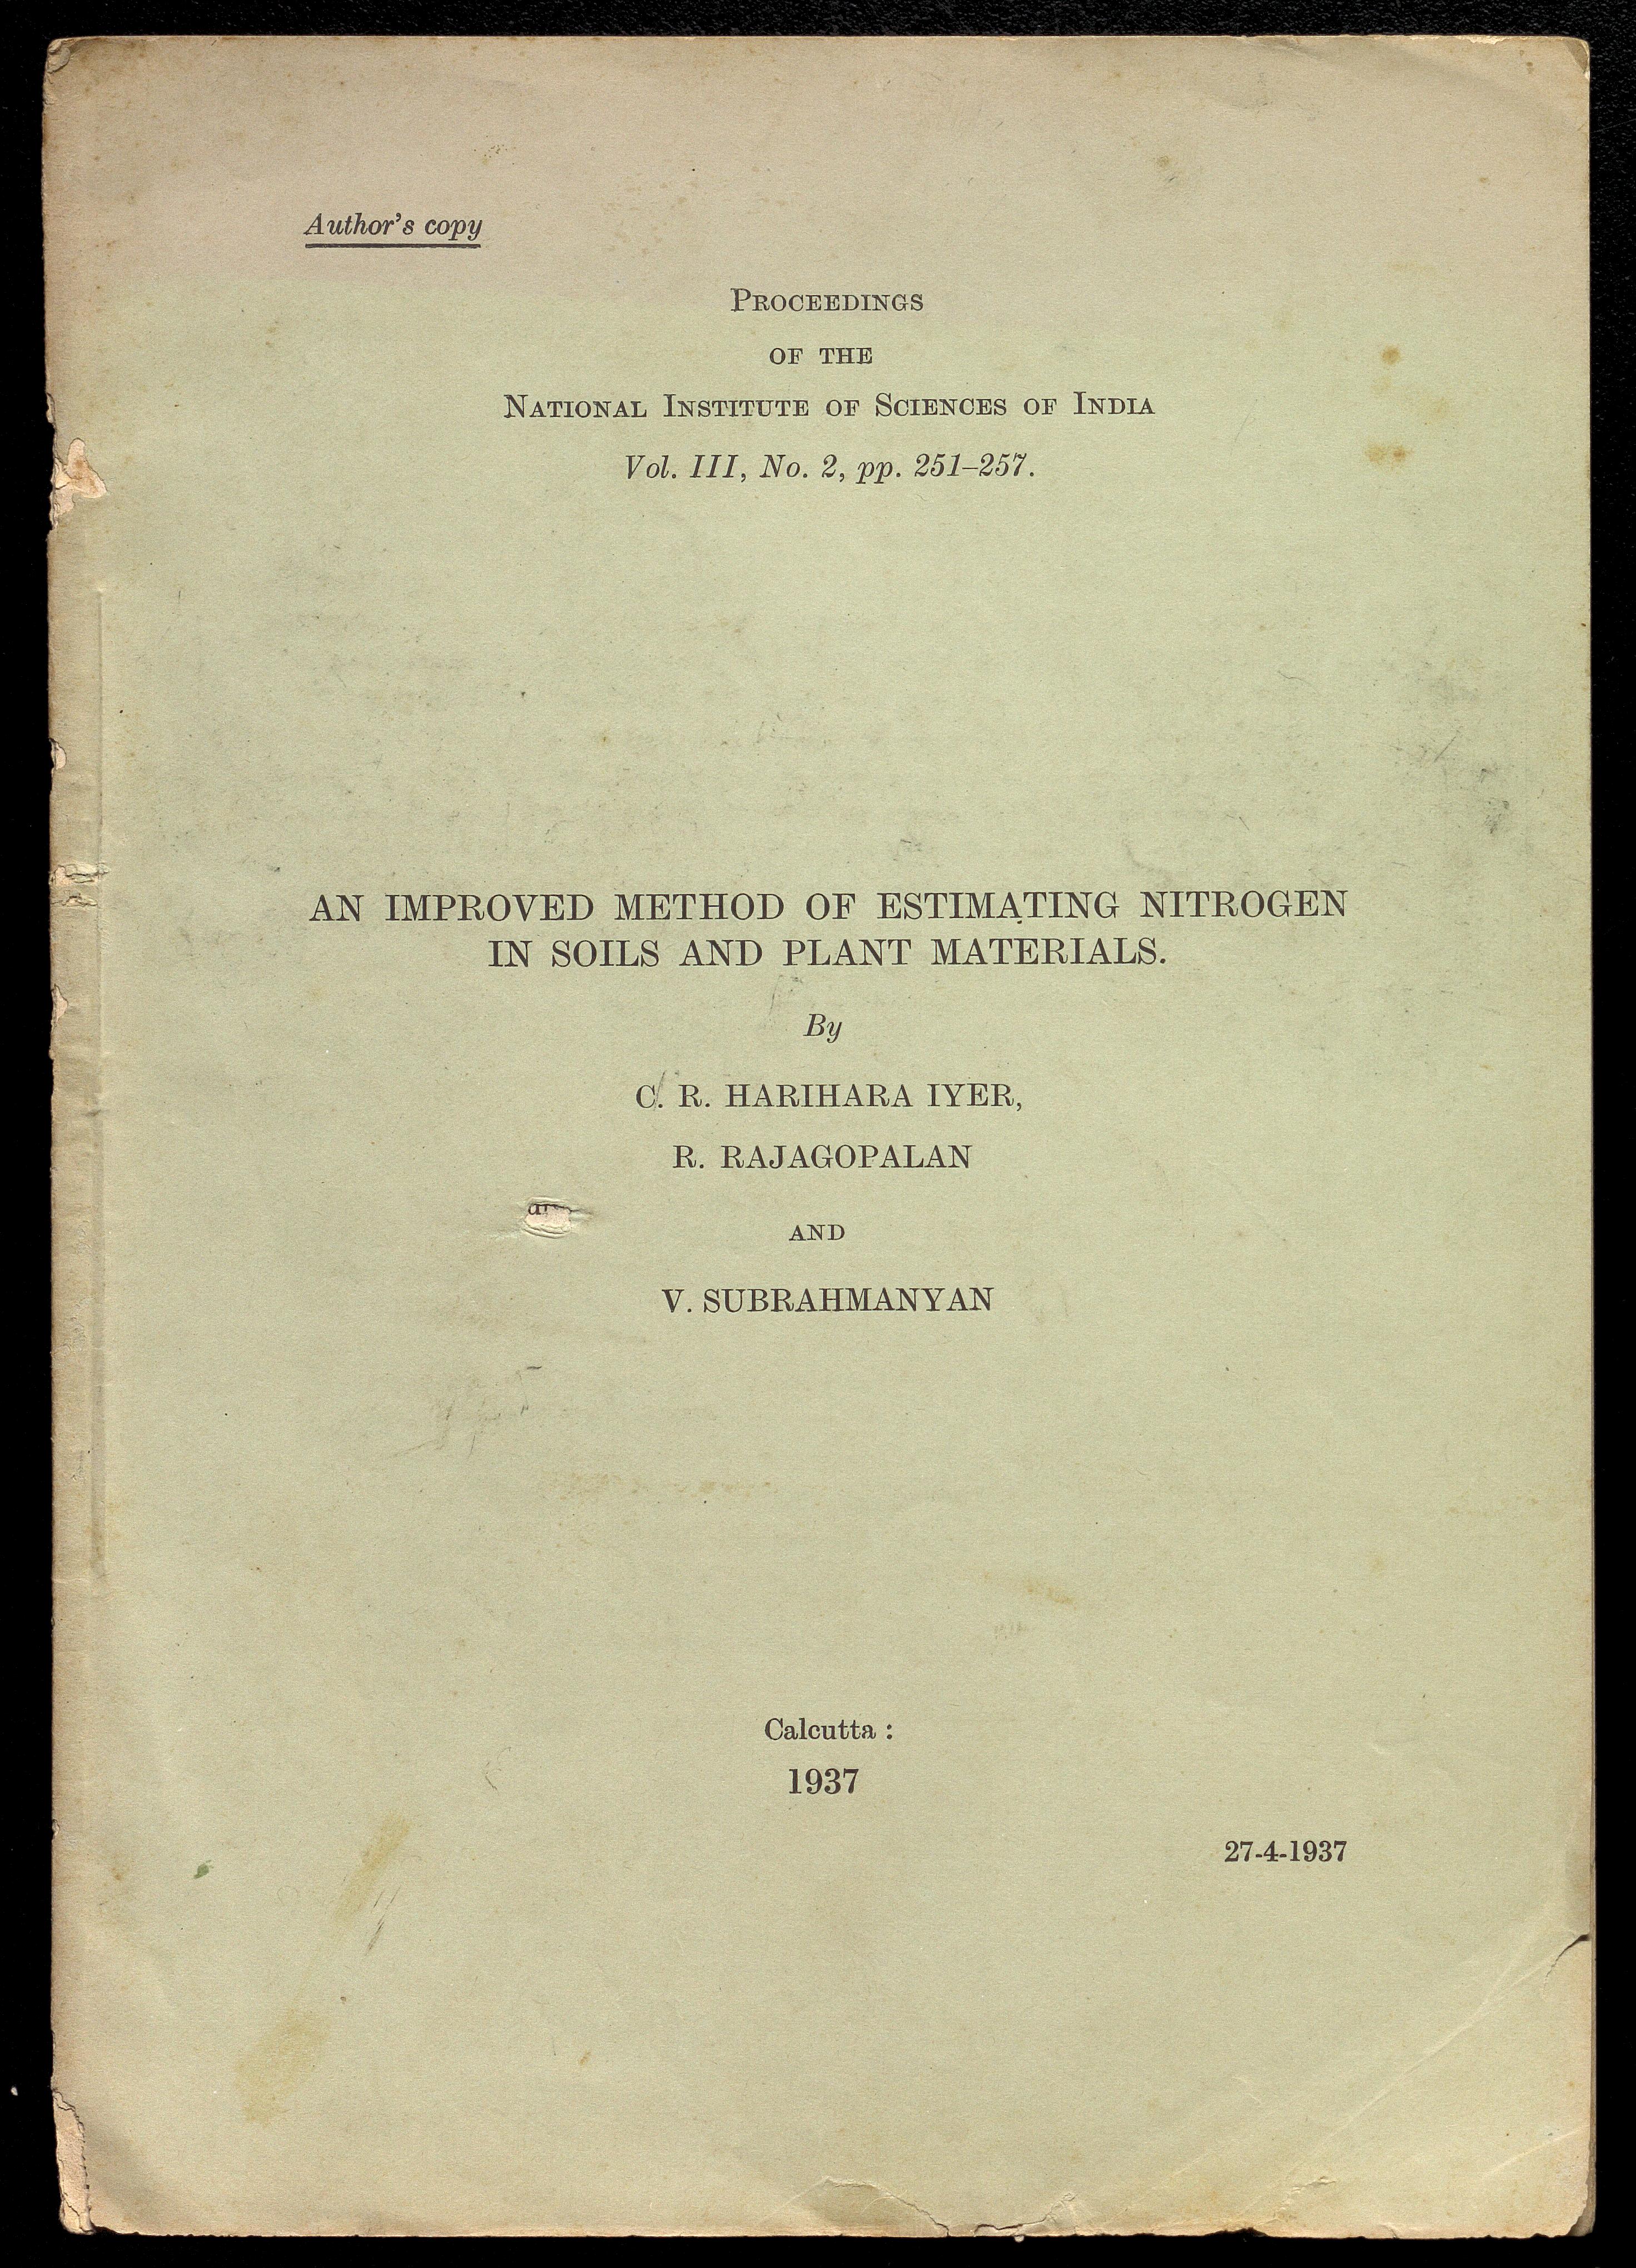 Author's copy
PROCEEDINGS
OF THE
NATIONAL INSTITUTE OF SCIENCES OF INDIA
Vol. III, No. 2, pp. 251–257.
AN IMPROVED METHOD OF ESTIMATING NITROGEN
IN SOILS AND PLANT MATERIALS.
By
C. R. HARIHARA IYER,
R. RAJAGOPALAN
AND
V. SUBRAHMANYAN
Calcutta :
1937
27-4-1937